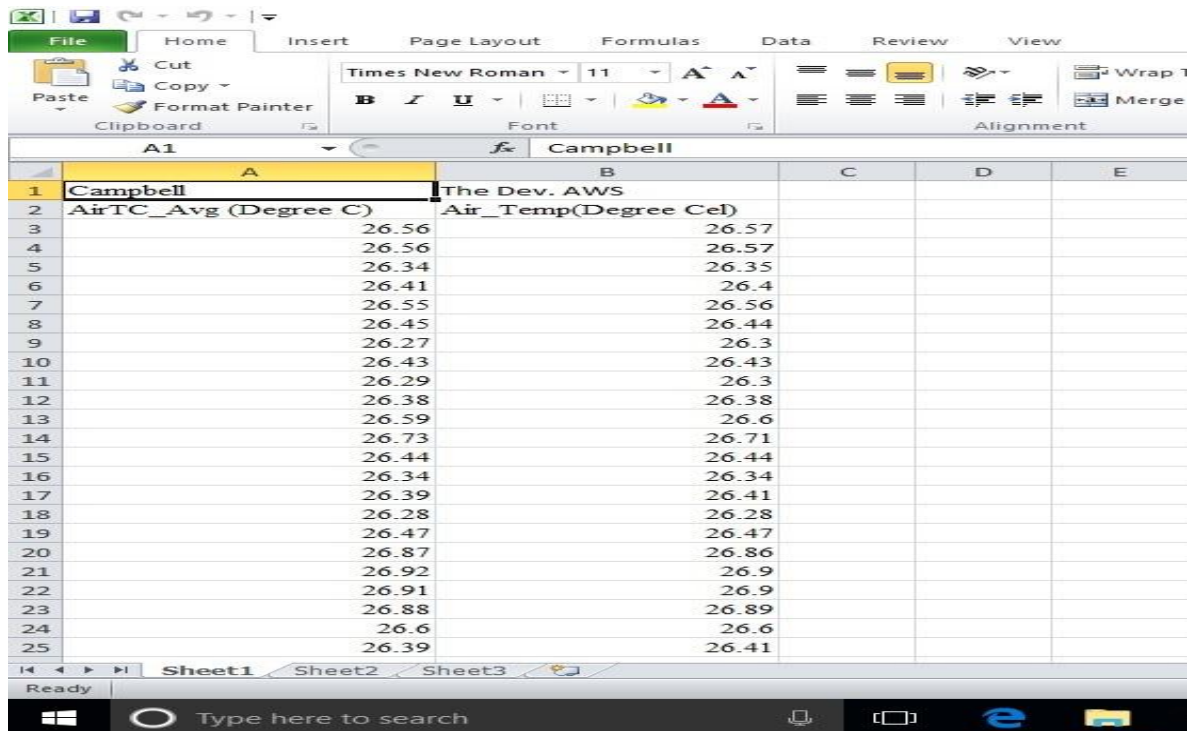 File Home Insert Page Layout Formulas Data Review View
Cut
Times New Roman 11 A A Wrap
Copy
Paste
Format Painter B I U A Merge
Clipboard Font Alignment
A1 fx Campbell
A B C D E
1 Campbell The Dev. AWS
2 AirTC_Avg (Degree C) Air_Temp(Degree Cel)
3 26.56 26.57
4 26.56 26.57
5 26.34 26.35
6 26.41 26.4
7 26.55 26.56
8 26.45 26.44
9 26.27 26.3
10 26.43 26.43
11 26.29 26.3
12 26.38 26.38
13 26.59 26.6
14 26.73 26.71
15 26.44 26.44
16 26.34 26.34
17 26.39 26.41
18 26.28 26.28
19 26.47 26.47
20 26.87 26.86
21 26.92 26.9
22 26.91 26.9
23 26.88 26.89
24 26.6 26.6
25 26.39 26.41
Sheet1 Sheet2 Sheet3
Ready
Type here to search